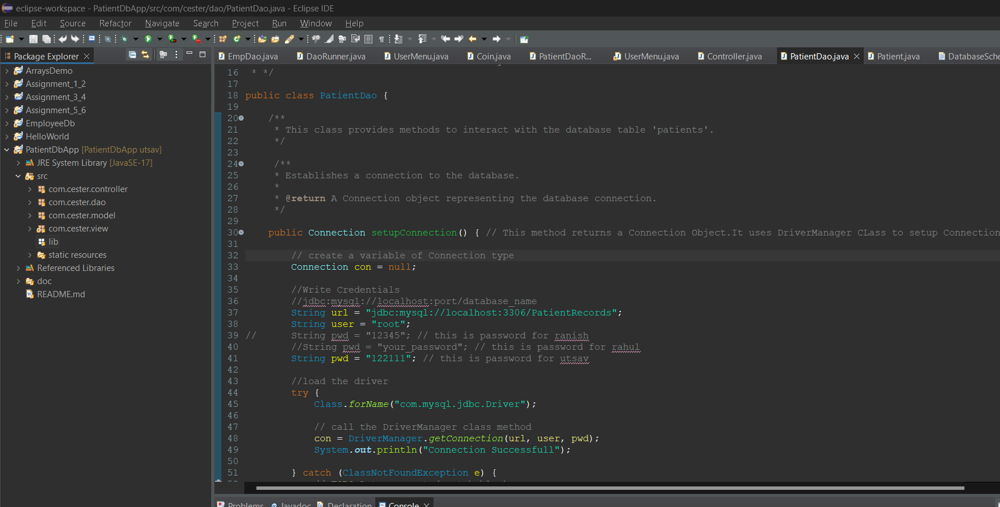 eclipse-workspace - PatientDbApp/src/com/cester/dao/PatientDao.java - Eclipse IDE
File Edit Source Refactor Navigate Search Project Run Window Help
Package Explorer
ArraysDemo
Assignment_1_2
Assignment_3_4
Assignment_5_6
EmployeeDb
HelloWorld
PatientDbApp [PatientDbApp utsav]
JRE System Library [JavaSE-17]
src
com.cester.controller
com.cester.dao
com.cester.model
com.cester.view
lib
static resources
Referenced Libraries
doc
README.md
EmpDao.java DaoRunner.java UserMenu.java Coin.java PatientDaoR... UserMenu.java Controller.java PatientDao.java Patient.java DatabaseSche
16 * */
17
18 public class PatientDao {
19
20 /**
21 * This class provides methods to interact with the database table 'patients'.
22 */
23
24 /**
25 * Establishes a connection to the database.
26 *
27 * @return A Connection object representing the database connection.
28 */
29
30 public Connection setupConnection() { // This method returns a Connection Object.It uses DriverManager CLass to setup Connection
31
32 // create a variable of Connection type
33 Connection con = null;
34
35 //Write Credentials
36 //jdbc:mysql://localhost:port/database_name
37 String url = "jdbc:mysql://localhost:3306/PatientRecords";
38 String user = "root";
39 // String pwd = "12345"; // this is password for ranish
40 //String pwd = "your_password"; // this is password for rahul
41 String pwd = "122111"; // this is password for utsav
42
43 //load the driver
44 try {
45 Class.forName("com.mysql.jdbc.Driver");
46
47 // call the DriverManager class method
48 con = DriverManager.getConnection(url, user, pwd);
49 System.out.println("Connection Successfull");
50
51 } catch (ClassNotFoundException e) {
Problems Javadoc Declaration Console